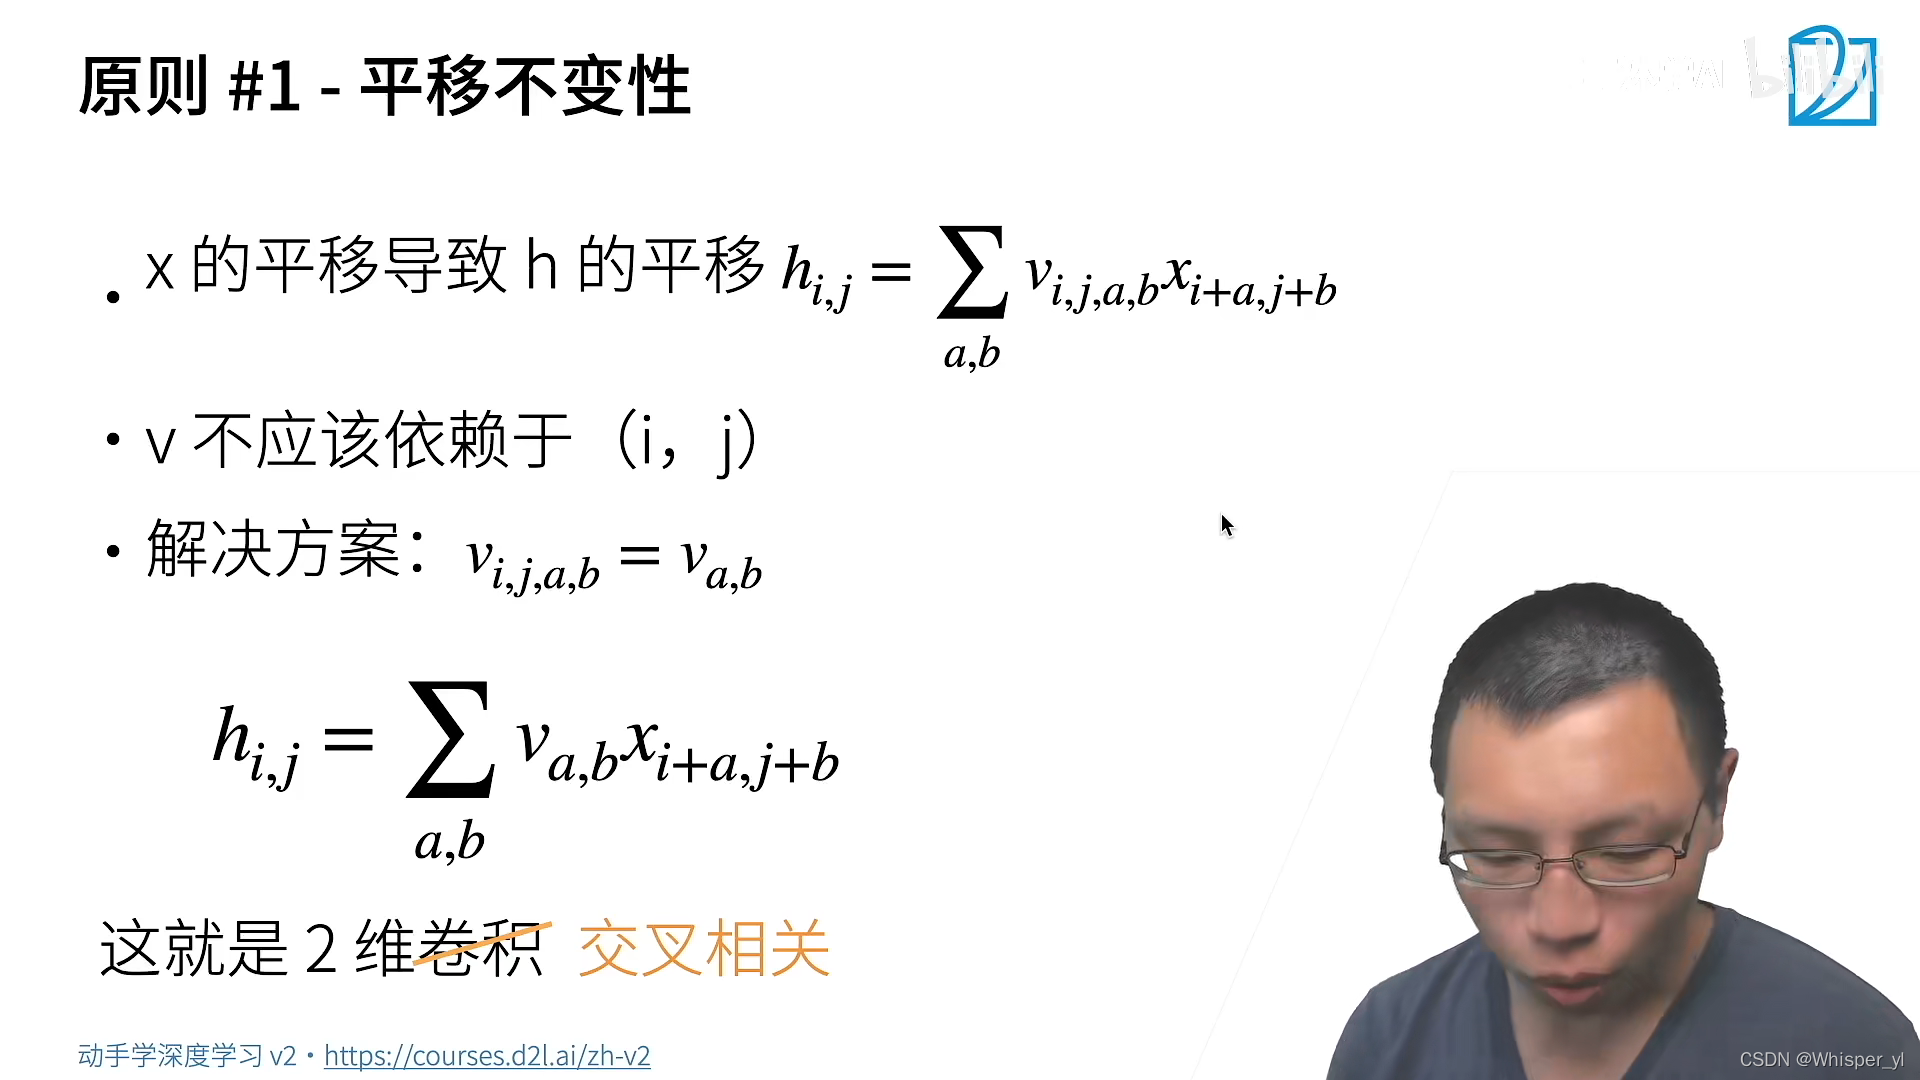 原则 #1 - 平移不变性
bilibili
• x 的平移导致 h 的平移 h_{i,j} = ∑_{a,b} v_{i,j,a,b}x_{i+a,j+b}
• v 不应该依赖于（i，j）
• 解决方案：v_{i,j,a,b} = v_{a,b}
h_{i,j} = ∑_{a,b} v_{a,b}x_{i+a,j+b}
这就是 2 维卷积 交叉相关
动手学深度学习 v2 • https://courses.d2l.ai/zh-v2
CSDN @Whisper_yl